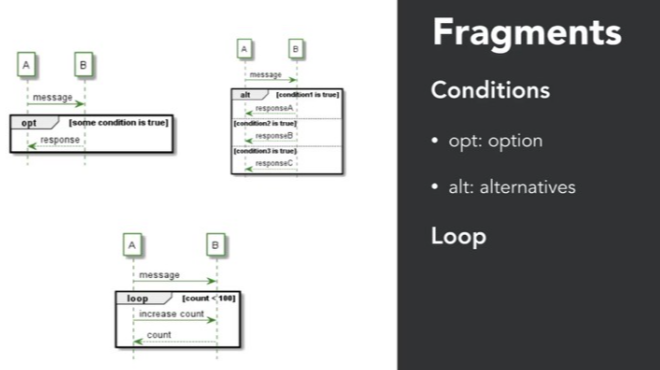 A
B
message
opt [some condition is true]
response
A
B
message
alt [condition1 is true]
responseA
[condition2 is true]
responseB
[condition3 is true]
responseC
A
B
message
loop [count < 100]
increase count
count
Fragments
Conditions
• opt: option
• alt: alternatives
Loop